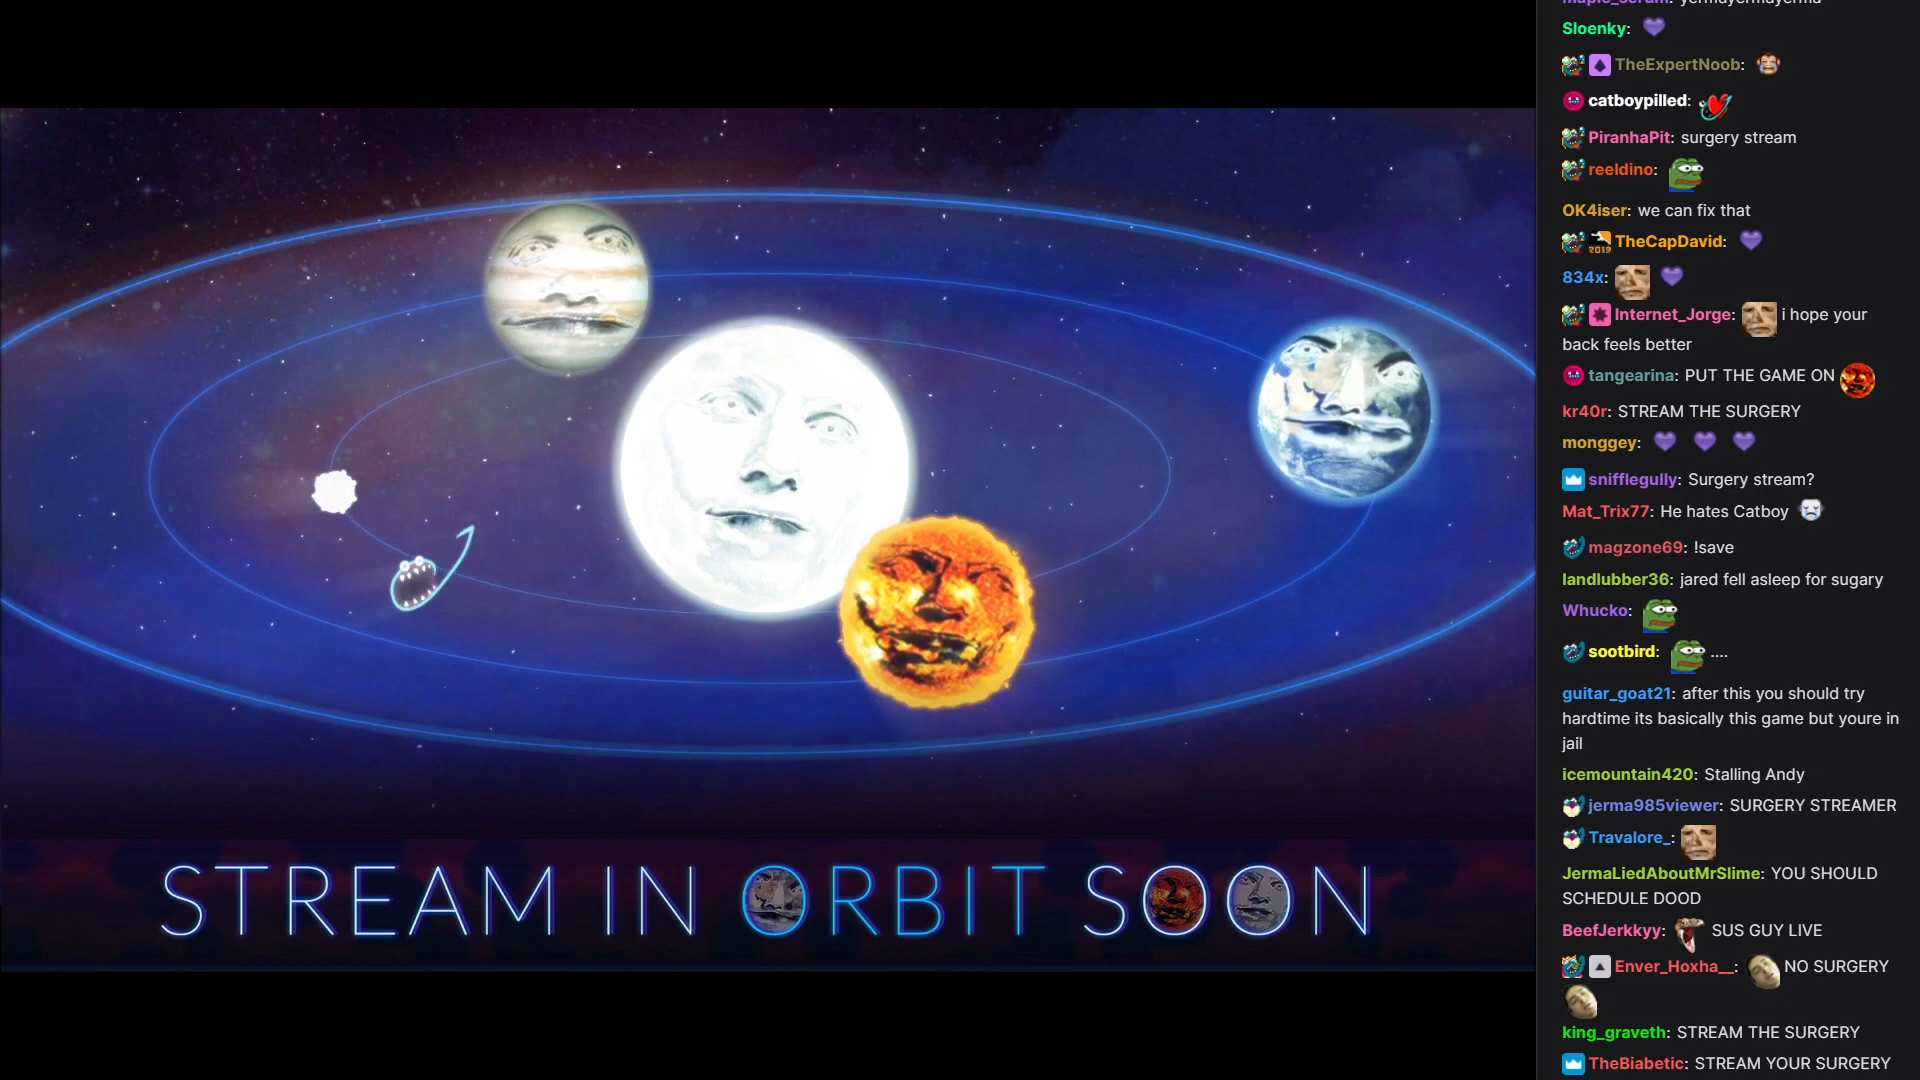 STREAM IN ORBIT SOON
Sloenky:
TheExpertNoob:
catboypilled:
PiranhaPit: surgery stream
reeldino:
OK4iser: we can fix that
2019 TheCapDavid:
834x:
Internet_Jorge: i hope your
back feels better
tangearina: PUT THE GAME ON
kr40r: STREAM THE SURGERY
monggey:
snifflegully: Surgery stream?
Mat_Trix77: He hates Catboy
magzone69: !save
landlubber36: jared fell asleep for sugary
Whucko:
sootbird: ....
guitar_goat21: after this you should try
hardtime its basically this game but youre in
jail
icemountain420: Stalling Andy
jerma985viewer: SURGERY STREAMER
Travalore_:
JermaLiedAboutMrSlime: YOU SHOULD
SCHEDULE DOOD
BeefJerkkyy: SUS GUY LIVE
Enver_Hoxha__: NO SURGERY
king_graveth: STREAM THE SURGERY
TheBiabetic: STREAM YOUR SURGERY